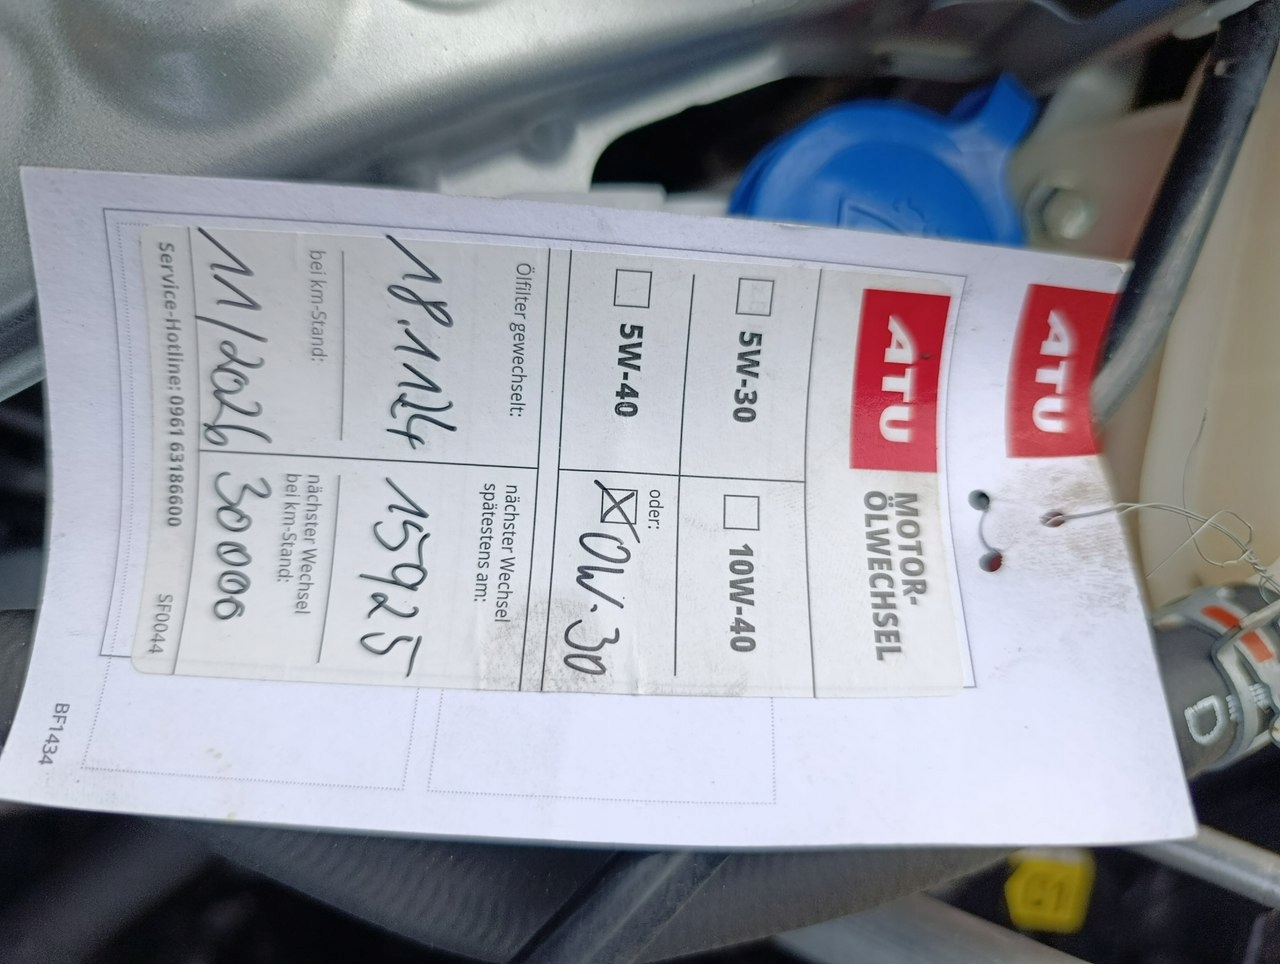 ATU
ATU
MOTOR-
ÖLWECHSEL
5W-30
10W-40
5W-40
oder:
0W-30
Ölfilter gewechselt:
nächster Wechsel
spätestens am:
18.11.24
15925
bei km-Stand:
nächster Wechsel
bei km-Stand:
11/2026
30000
Service-Hotline: 0961 63186600
SF0044
BF1434
G1